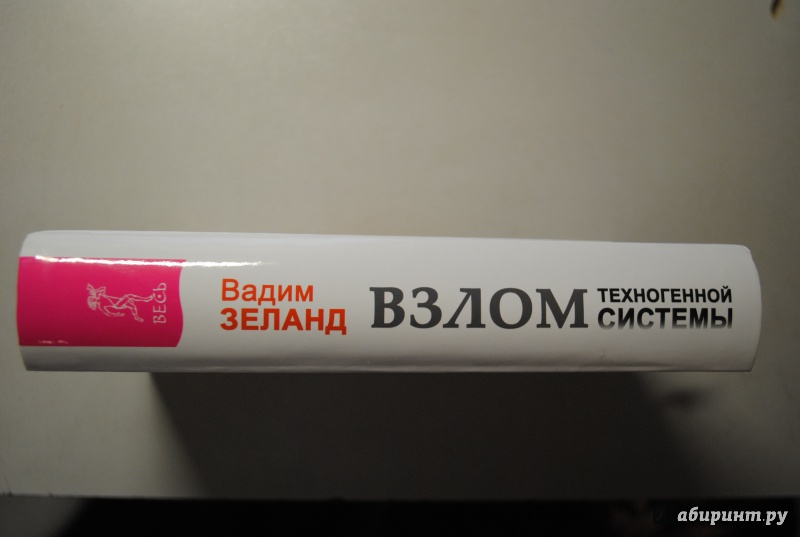 ВЕСЬ
Вадим
ЗЕЛАНД
ВЗЛОМ
ТЕХНОГЕННОЙ
СИСТЕМЫ
абиринт.ру